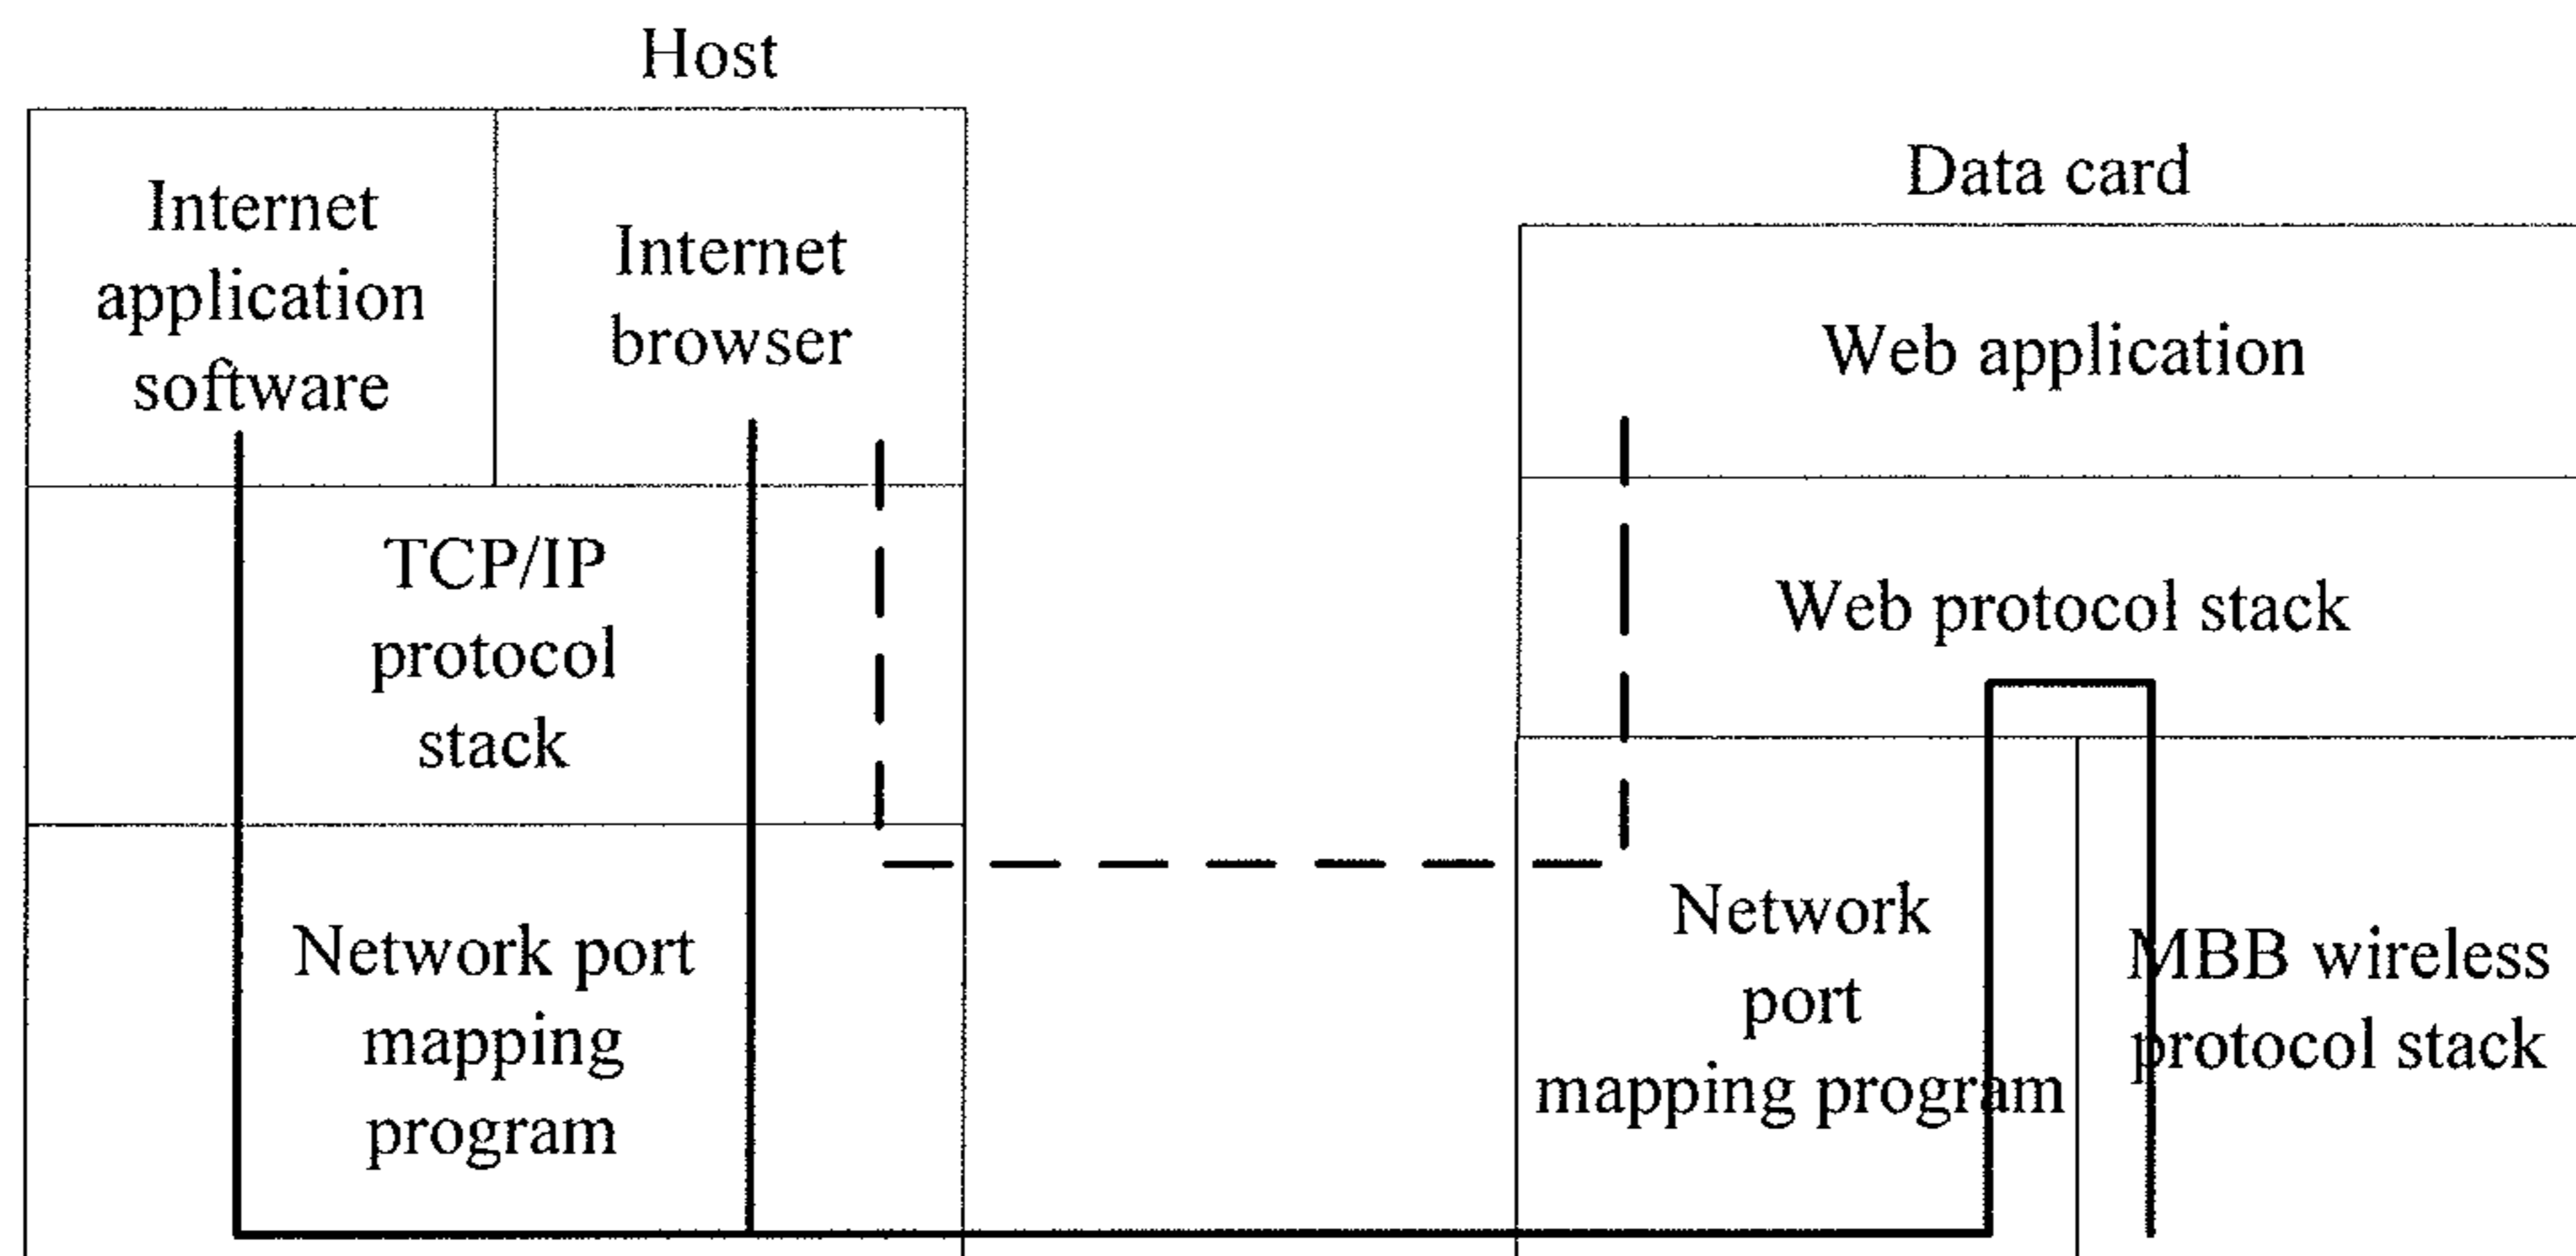 Host
Internet
application
software
Internet
browser
TCP/IP
protocol
stack
Network port
mapping
program
Data card
Web application
Web protocol stack
Network
port
mapping program
MBB wireless
protocol stack